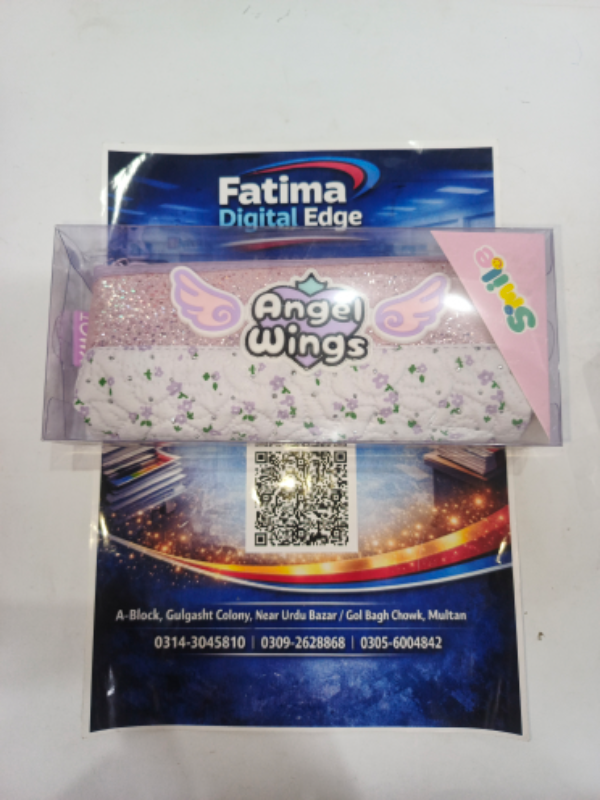 Fatima
Digital Edge
Smile
Angel
Wings
A-Block, Gulgasht Colony, Near Urdu Bazar / Gol Bagh Chowk, Multan
0314-3045810 | 0309-2628868 | 0305-6004842